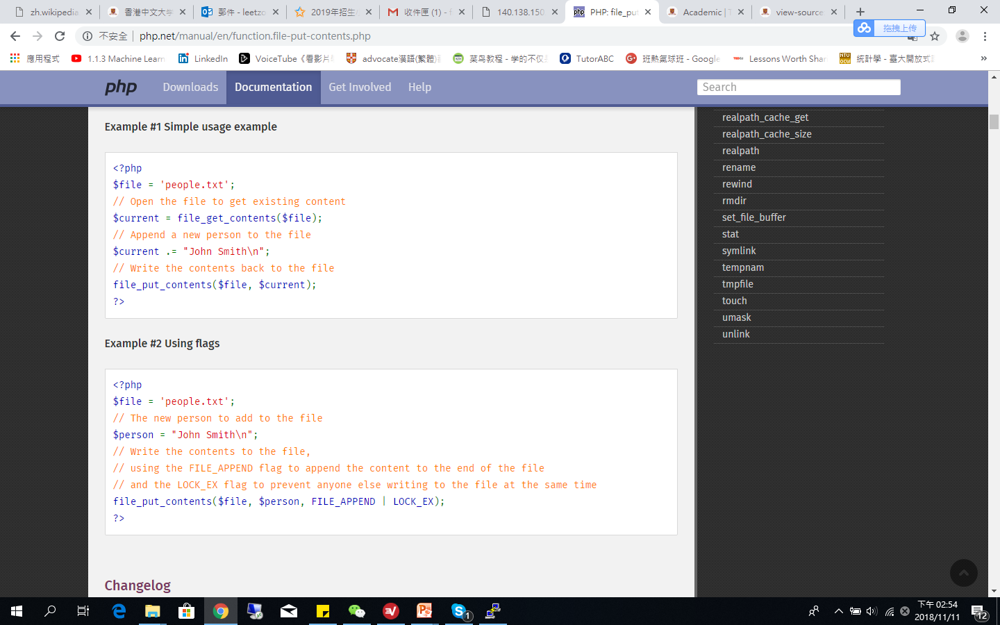 zh.wikipedia
香港中文大學
郵件 - leetzo
2019年招生
收件匣 (1) - f
140.138.150
PHP: file_put
Academic | T
view-source
不安全 | php.net/manual/en/function.file-put-contents.php
拖拽上传
應用程式
1.1.3 Machine Learn
LinkedIn
VoiceTube《看影片學
advocate漢語(繁體)
菜鸟教程 - 学的不仅是
TutorABC
班熱氣球班 - Google
Lessons Worth Shar
統計學 - 臺大開放式
»
php
Downloads
Documentation
Get Involved
Help
Search
Example #1 Simple usage example
<?php
$file = 'people.txt';
// Open the file to get existing content
$current = file_get_contents($file);
// Append a new person to the file
$current .= "John Smith\n";
// Write the contents back to the file
file_put_contents($file, $current);
?>
Example #2 Using flags
<?php
$file = 'people.txt';
// The new person to add to the file
$person = "John Smith\n";
// Write the contents to the file,
// using the FILE_APPEND flag to append the content to the end of the file
// and the LOCK_EX flag to prevent anyone else writing to the file at the same time
file_put_contents($file, $person, FILE_APPEND | LOCK_EX);
?>
Changelog
realpath_cache_get
realpath_cache_size
realpath
rename
rewind
rmdir
set_file_buffer
stat
symlink
tempnam
tmpfile
touch
umask
unlink
下午 02:54
2018/11/11
12